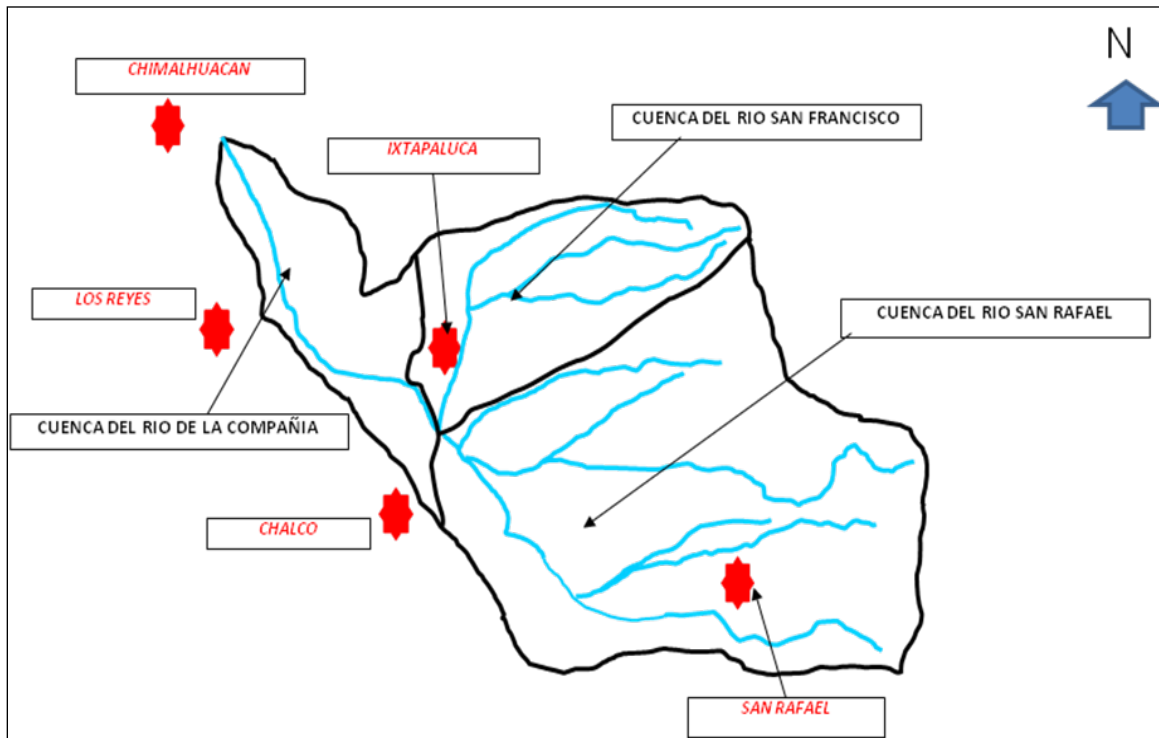 N
CHIMALHUACAN
CUENCA DEL RIO SAN FRANCISCO
IXTAPALUCA
LOS REYES
CUENCA DEL RIO SAN RAFAEL
CUENCA DEL RIO DE LA COMPAÑIA
CHALCO
SAN RAFAEL